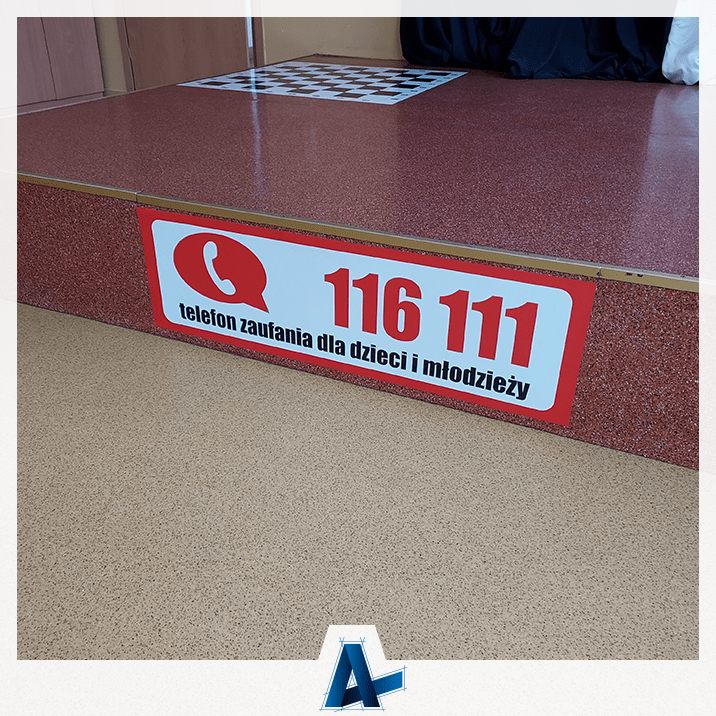 116 111
telefon zaufania dla dzieci i młodzieży
A